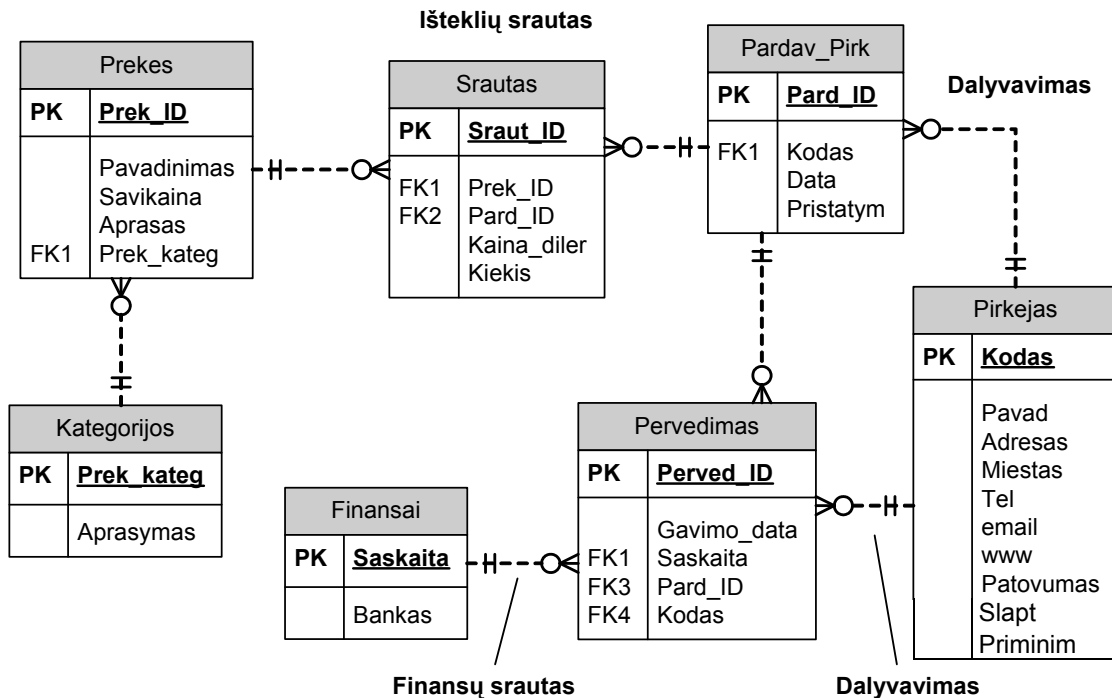 Išteklių srautas
Prekes
PK Prek_ID
Pavadinimas
Savikaina
Aprasas
FK1 Prek_kateg
Srautas
PK Sraut_ID
FK1 Prek_ID
FK2 Pard_ID
Kaina_diler
Kiekis
Pardav_Pirk
PK Pard_ID
FK1 Kodas
Data
Pristatym
Dalyvavimas
Pirkejas
PK Kodas
Pavad
Adresas
Miestas
Tel
email
www
Patovumas
Slapt
Priminim
Kategorijos
PK Prek_kateg
Aprasymas
Finansai
PK Saskaita
Bankas
Pervedimas
PK Perved_ID
Gavimo_data
FK1 Saskaita
FK3 Pard_ID
FK4 Kodas
Finansų srautas
Dalyvavimas